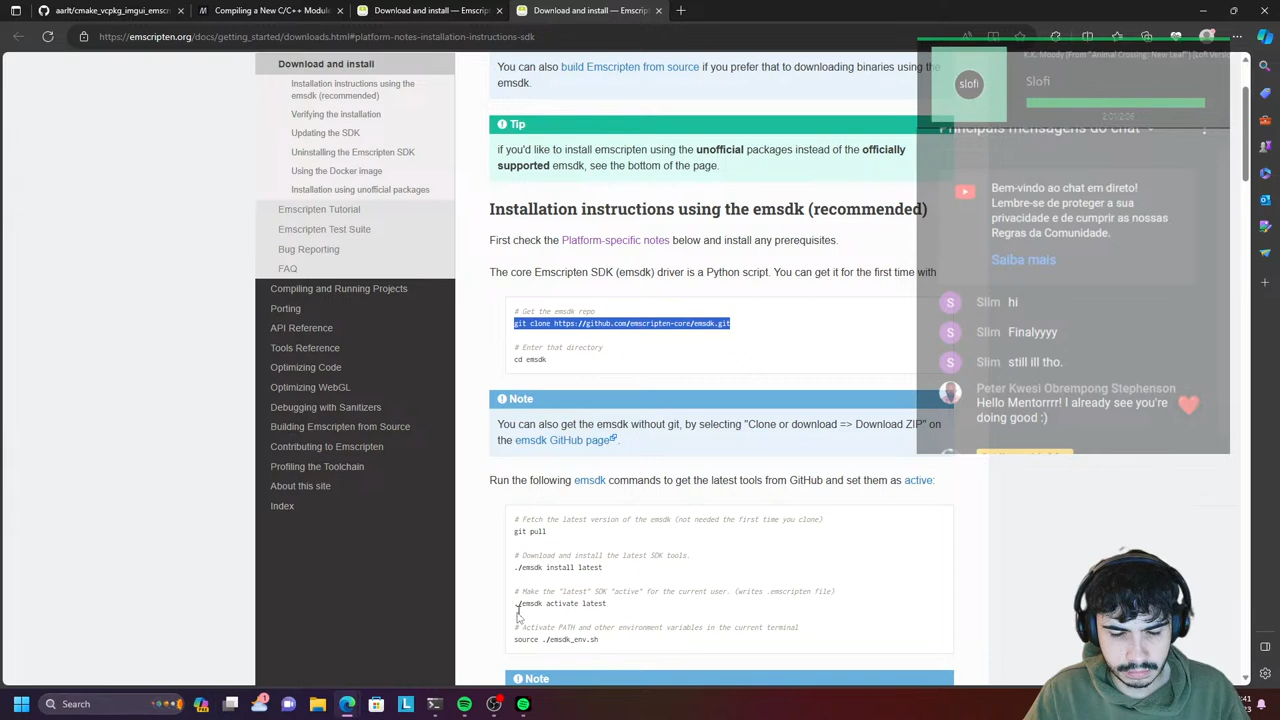 aarlt/cmake_vcpkg_imgui_emscr
Compiling a New C/C++ Module
Download and install — Emscript
Download and install — Emscript
https://emscripten.org/docs/getting_started/downloads.html#platform-notes-installation-instructions-sdk
Download and install
Installation instructions using the
emsdk (recommended)
Verifying the installation
Updating the SDK
Uninstalling the Emscripten SDK
Using the Docker image
Installation using unofficial packages
Emscripten Tutorial
Emscripten Test Suite
Bug Reporting
FAQ
Compiling and Running Projects
Porting
API Reference
Tools Reference
Optimizing Code
Optimizing WebGL
Debugging with Sanitizers
Building Emscripten from Source
Contributing to Emscripten
Profiling the Toolchain
About this site
Index
You can also build Emscripten from source if you prefer that to downloading binaries using the
emsdk.
Tip
if you'd like to install emscripten using the unofficial packages instead of the officially
supported emsdk, see the bottom of the page.
Installation instructions using the emsdk (recommended)
First check the Platform-specific notes below and install any prerequisites.
The core Emscripten SDK (emsdk) driver is a Python script. You can get it for the first time with
# Get the emsdk repo
git clone https://github.com/emscripten-core/emsdk.git
# Enter that directory
cd emsdk
Note
You can also get the emsdk without git, by selecting "Clone or download => Download ZIP" on
the emsdk GitHub page.
Run the following emsdk commands to get the latest tools from GitHub and set them as active:
# Fetch the latest version of the emsdk (not needed the first time you clone)
git pull
# Download and install the latest SDK tools.
./emsdk install latest
# Make the "latest" SDK "active" for the current user. (writes .emscripten file)
./emsdk activate latest
# Activate PATH and other environment variables in the current terminal
source ./emsdk_env.sh
Note
K.K. Moody (From "Animal Crossing: New Leaf") [Lofi Versi
slofi
Slofi
2:01/2:06
Principais mensagens do chat
Bem-vindo ao chat em direto!
Lembre-se de proteger a sua
privacidade e de cumprir as nossas
Regras da Comunidade.
Saiba mais
S Slim hi
S Slim Finalyyyy
S Slim still ill tho.
Peter Kwesi Obrempong Stephenson
Hello Mentorrrr! I already see you're
doing good :)
Search